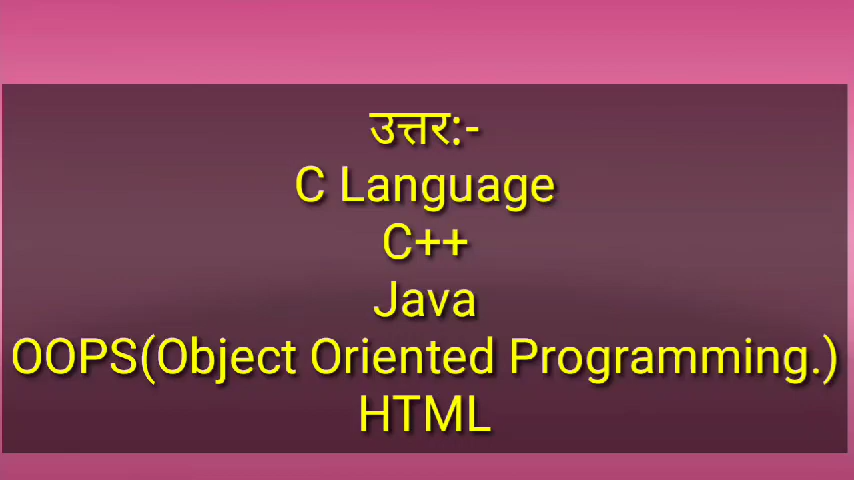 उत्तर:-
C Language
C++
Java
OOPS(Object Oriented Programming.)
HTML